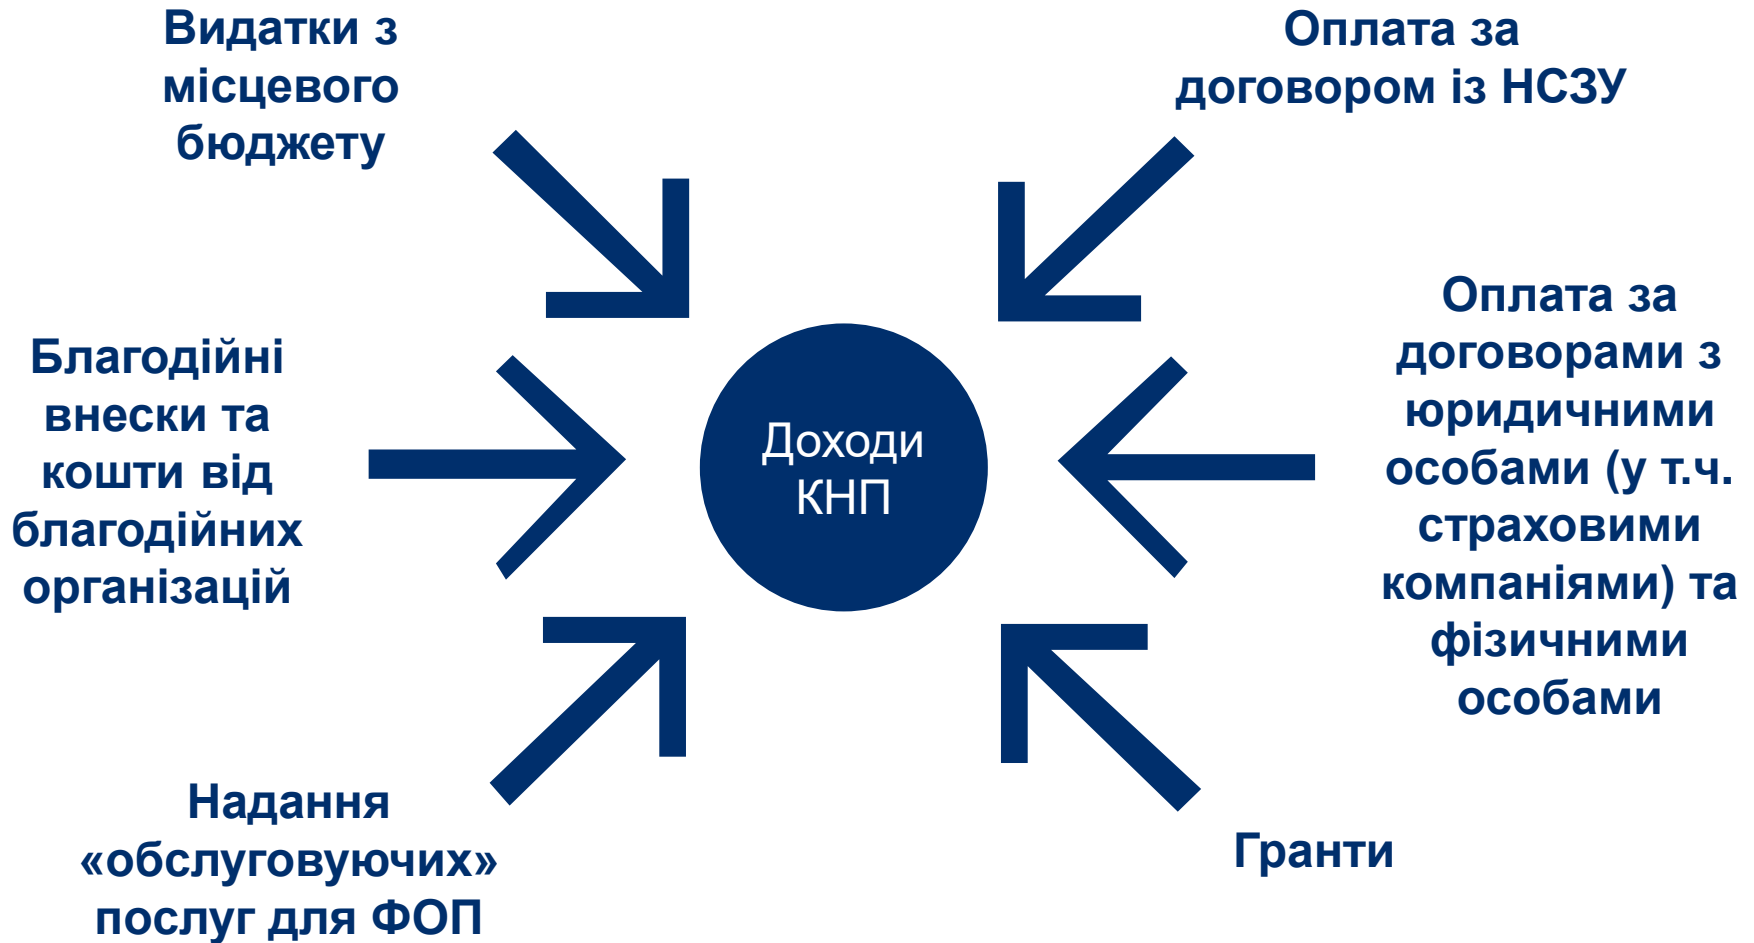 Видатки з
місцевого
бюджету
Оплата за
договором із НСЗУ
Благодійні
внески та
кошти від
благодійних
організацій
Доходи
КНП
Оплата за
договорами з
юридичними
особами (у т.ч.
страховими
компаніями) та
фізичними
особами
Надання
«обслуговуючих»
послуг для ФОП
Гранти